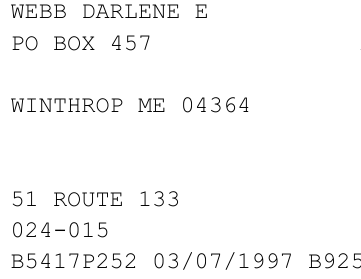 WEBB DARLENE E
PO BOX 457
WINTHROP ME 04364
51 ROUTE 133
024-015
B5417P252 03/07/1997 B925